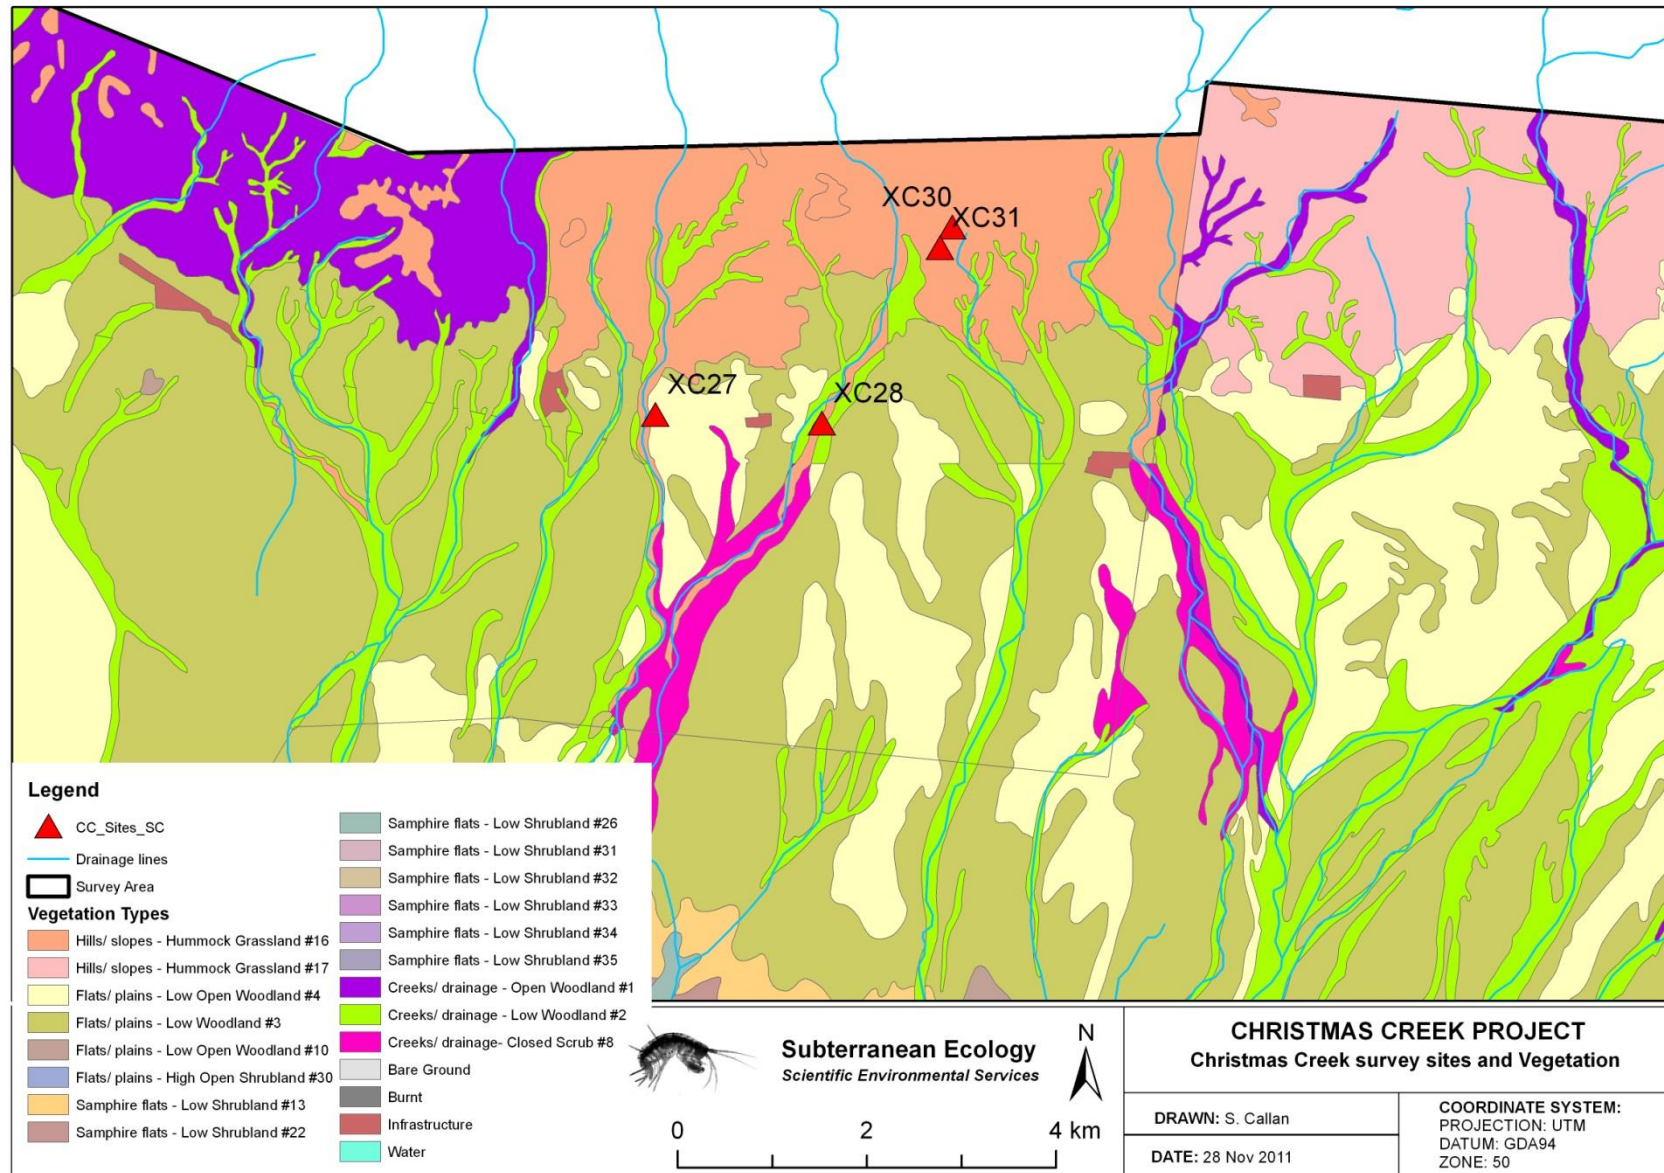 XC30
XC31
XC27
XC28
Legend
CC_Sites_SC
Drainage lines
Survey Area
Vegetation Types
Hills/ slopes - Hummock Grassland #16
Hills/ slopes - Hummock Grassland #17
Flats/ plains - Low Open Woodland #4
Flats/ plains - Low Woodland #3
Flats/ plains - Low Open Woodland #10
Flats/ plains - High Open Shrubland #30
Samphire flats - Low Shrubland #13
Samphire flats - Low Shrubland #22
Samphire flats - Low Shrubland #26
Samphire flats - Low Shrubland #31
Samphire flats - Low Shrubland #32
Samphire flats - Low Shrubland #33
Samphire flats - Low Shrubland #34
Samphire flats - Low Shrubland #35
Creeks/ drainage - Open Woodland #1
Creeks/ drainage - Low Woodland #2
Creeks/ drainage- Closed Scrub #8
Bare Ground
Burnt
Infrastructure
Water
Subterranean Ecology
Scientific Environmental Services
N
0 2 4 km
CHRISTMAS CREEK PROJECT
Christmas Creek survey sites and Vegetation
DRAWN: S. Callan
DATE: 28 Nov 2011
COORDINATE SYSTEM:
PROJECTION: UTM
DATUM: GDA94
ZONE: 50